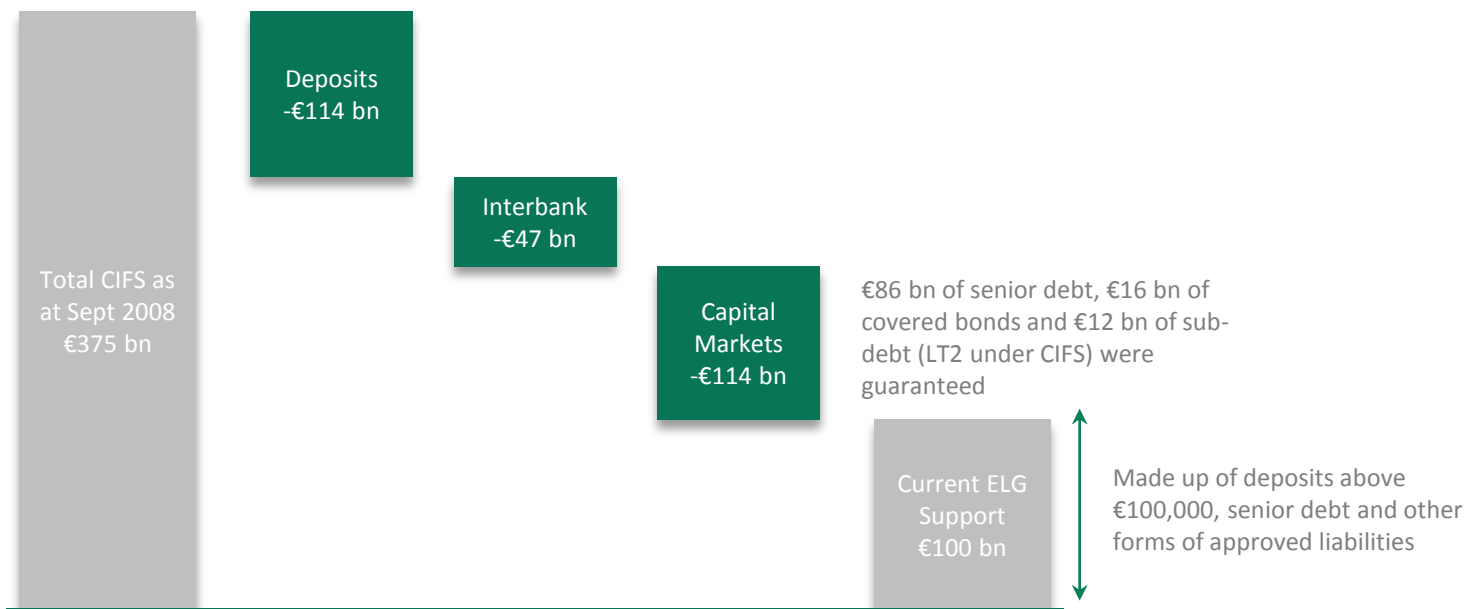 Deposits
-€114 bn
Interbank
-€47 bn
Total CIFS as
at Sept 2008
€375 bn
Capital
Markets
-€114 bn
€86 bn of senior debt, €16 bn of
covered bonds and €12 bn of sub-
debt (LT2 under CIFS) were
guaranteed
Current ELG
Support
€100 bn
Made up of deposits above
€100,000, senior debt and other
forms of approved liabilities